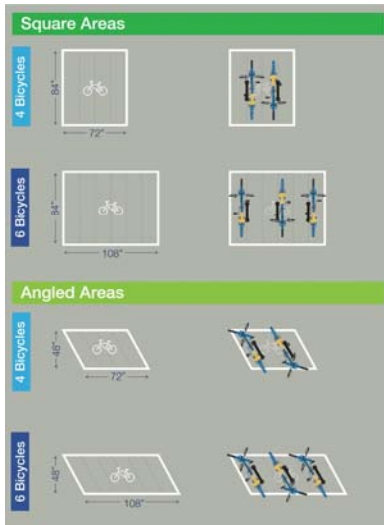 Square Areas
4 Bicycles
84"
72"
6 Bicycles
84"
108"
Angled Areas
4 Bicycles
48"
72"
6 Bicycles
48"
108"